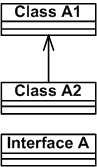 Class A1
Class A2
Interface A